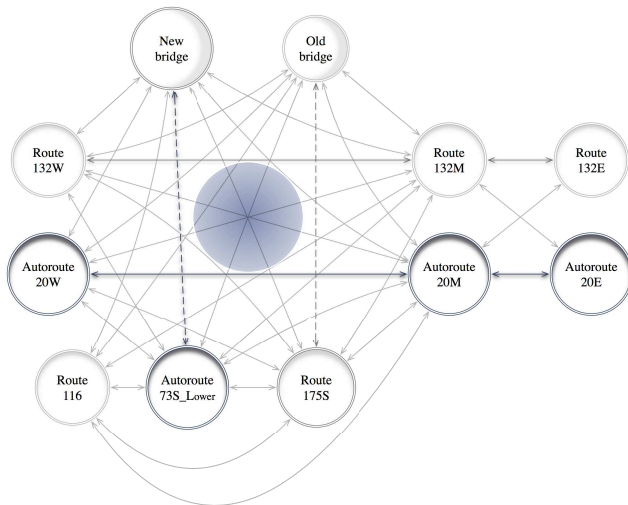 New
bridge
Old
bridge
Route
132W
Route
132M
Route
132E
Autoroute
20W
Autoroute
20M
Autoroute
20E
Route
116
Autoroute
73S_Lower
Route
175S